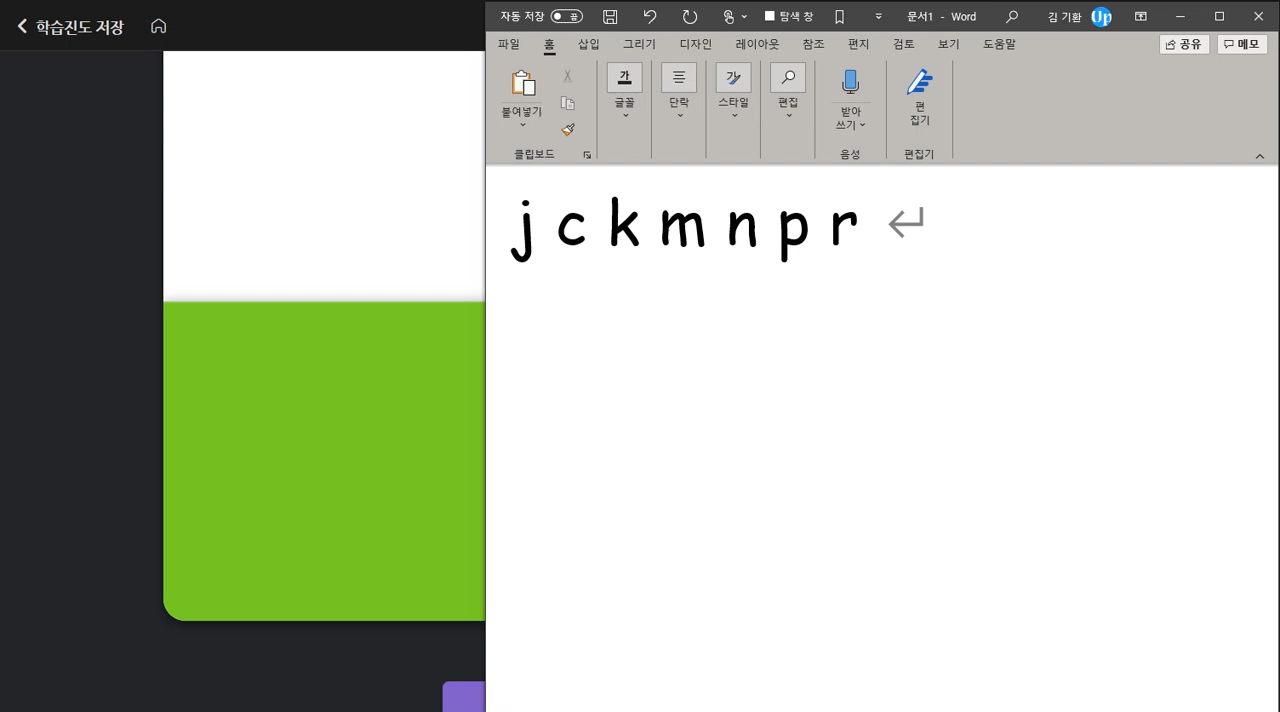 학습진도 저장
자동 저장 끔 탐색 창 문서1 - Word 김 기환 Up
파일 홈 삽입 그리기 디자인 레이아웃 참조 편지 검토 보기 도움말 공유 메모
가 가
붙여넣기 글꼴 단락 스타일 편집 받아쓰기 편집기
클립보드 음성 편집기
j c k m n p r ↵